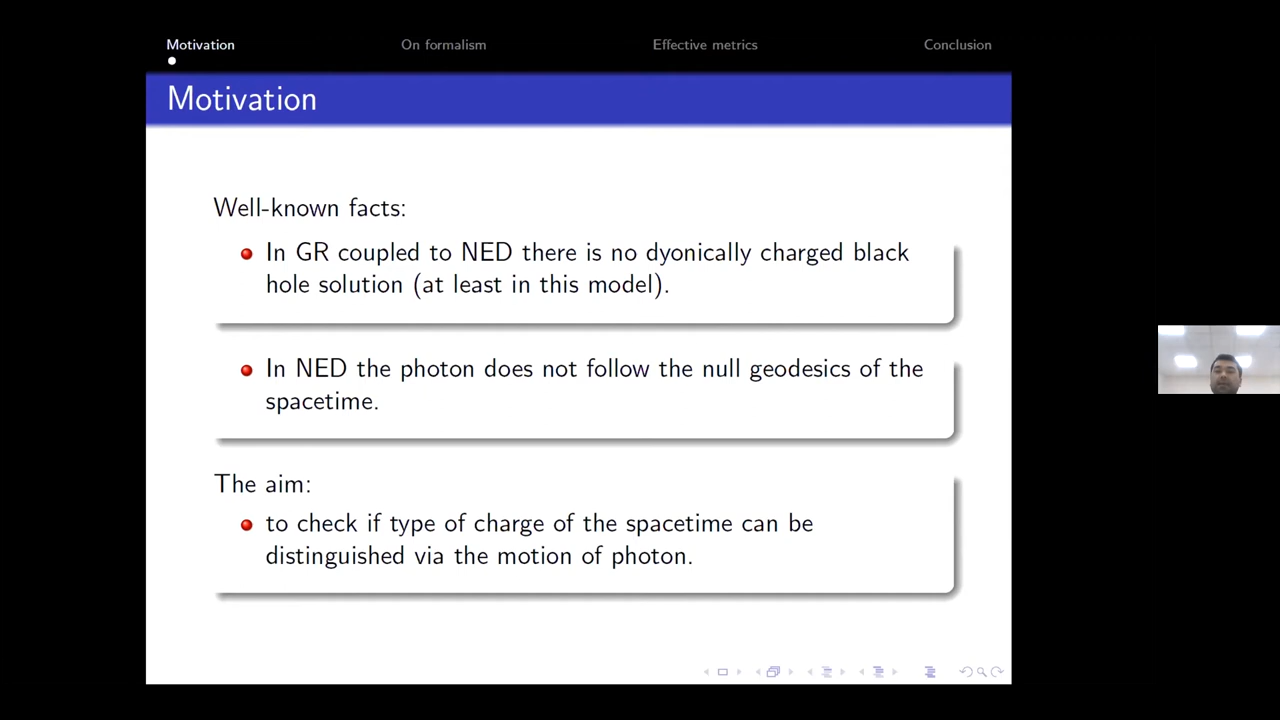 Motivation
On formalism
Effective metrics
Conclusion
Motivation
Well-known facts:
In GR coupled to NED there is no dyonically charged black
hole solution (at least in this model).
In NED the photon does not follow the null geodesics of the
spacetime.
The aim:
to check if type of charge of the spacetime can be
distinguished via the motion of photon.